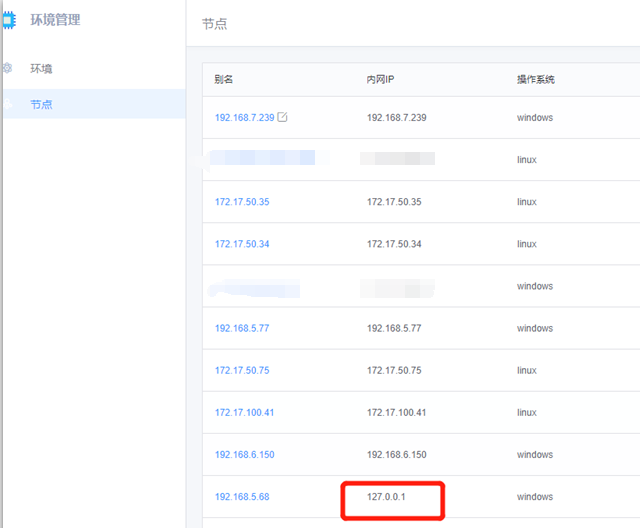 环境管理
节点
环境
节点
别名 内网IP 操作系统
192.168.7.239 192.168.7.239 windows
linux
172.17.50.35 172.17.50.35 linux
172.17.50.34 172.17.50.34 linux
windows
192.168.5.77 192.168.5.77 windows
172.17.50.75 172.17.50.75 linux
172.17.100.41 172.17.100.41 linux
192.168.6.150 192.168.6.150 windows
192.168.5.68 127.0.0.1 windows